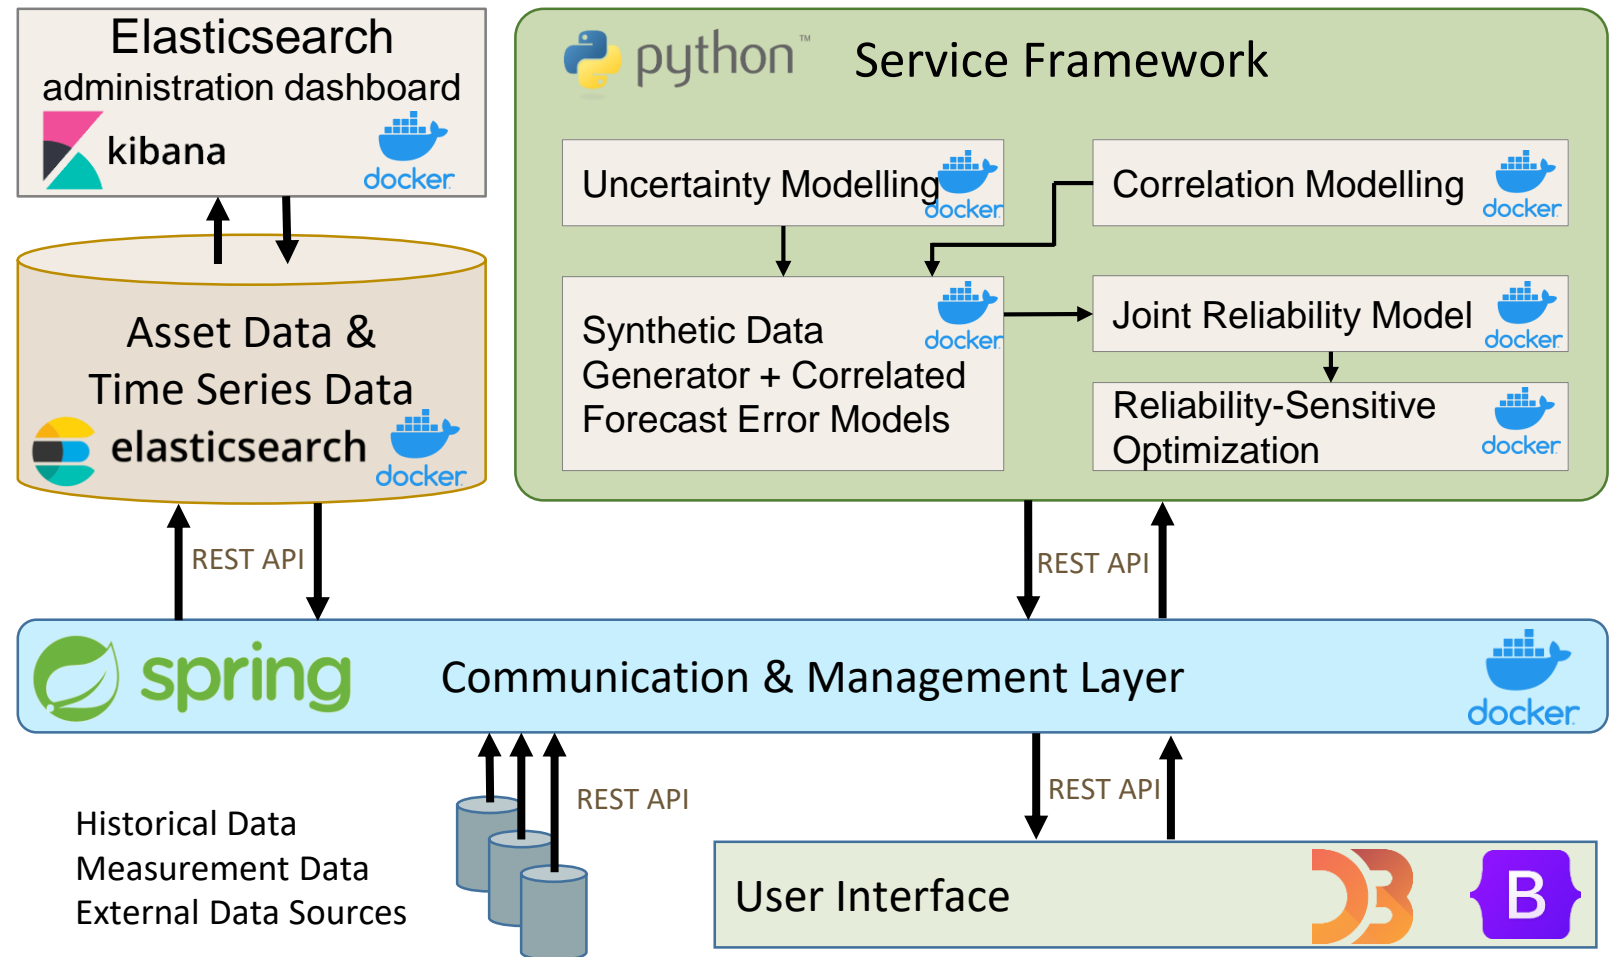 Elasticsearch
administration dashboard
kibana
docker
python™
Service Framework
Uncertainty Modelling
docker
Correlation Modelling
docker
Synthetic Data
Generator + Correlated
Forecast Error Models
docker
Joint Reliability Model
docker
Reliability-Sensitive
Optimization
docker
Asset Data &
Time Series Data
elasticsearch
docker
REST API
REST API
spring
Communication & Management Layer
docker
REST API
REST API
Historical Data
Measurement Data
External Data Sources
User Interface
D3
B